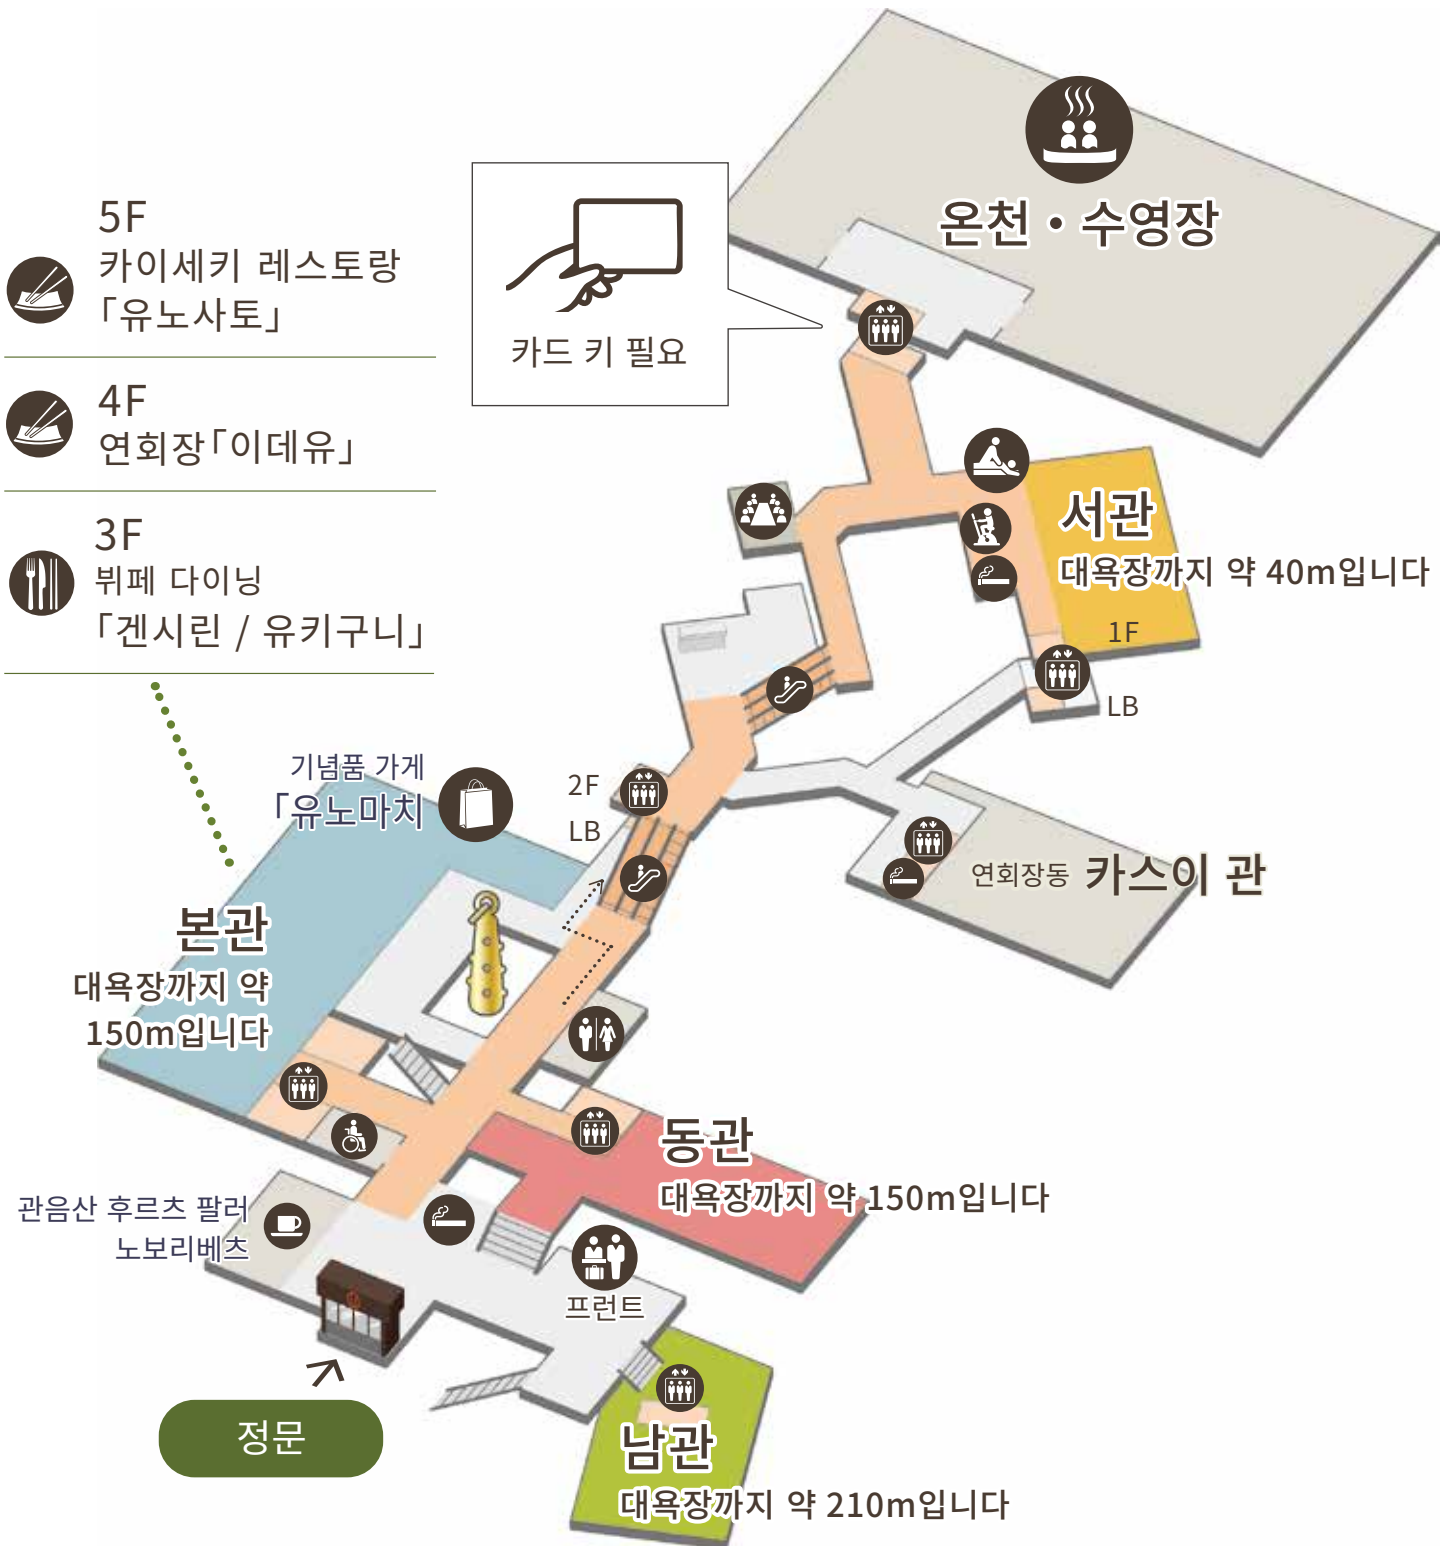 5F
카이세키 레스토랑
「유노사토」
4F
연회장「이데유」
3F
뷔페 다이닝
「겐시린 / 유키구니」
카드 키 필요
온천・수영장
서관
대욕장까지 약 40m입니다
1F
LB
기념품 가게
「유노마치
2F
LB
연회장동 카스이 관
본관
대욕장까지 약
150m입니다
동관
대욕장까지 약 150m입니다
관음산 후르츠 팔러
노보리베츠
프런트
정문
남관
대욕장까지 약 210m입니다